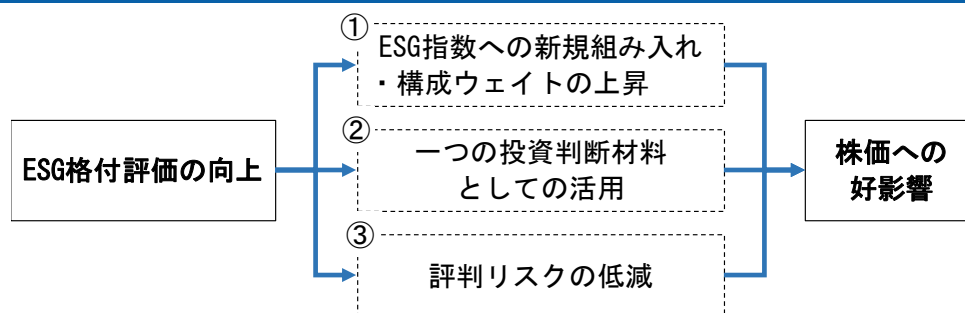 ①
ESG指数への新規組み入れ
・構成ウェイトの上昇
②
ESG格付評価の向上
一つの投資判断材料
としての活用
株価への
好影響
③
評判リスクの低減